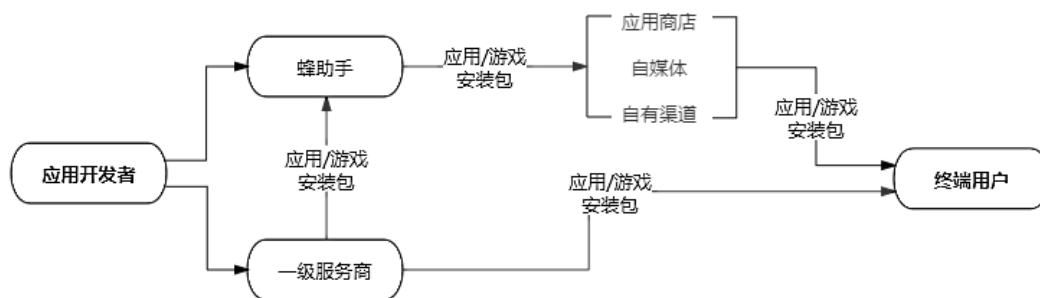 应用商店
蜂助手
应用/游戏
安装包
自媒体
自有渠道
应用/游戏
安装包
应用开发者
应用/游戏
安装包
应用/游戏
安装包
终端用户
一级服务商